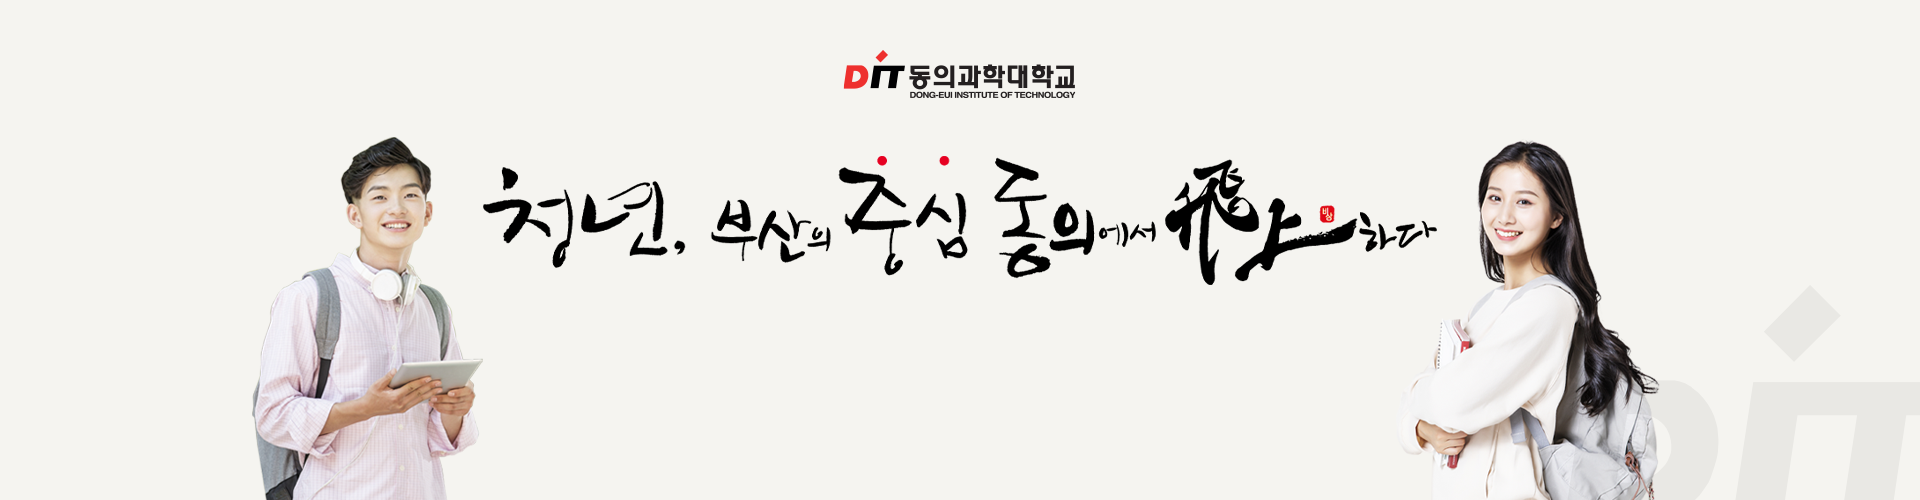 DIT 동의과학대학교
DONG-EUI INSTITUTE OF TECHNOLOGY
청년, 부산의 중심 동의에서 飛上하다
비상
DIT